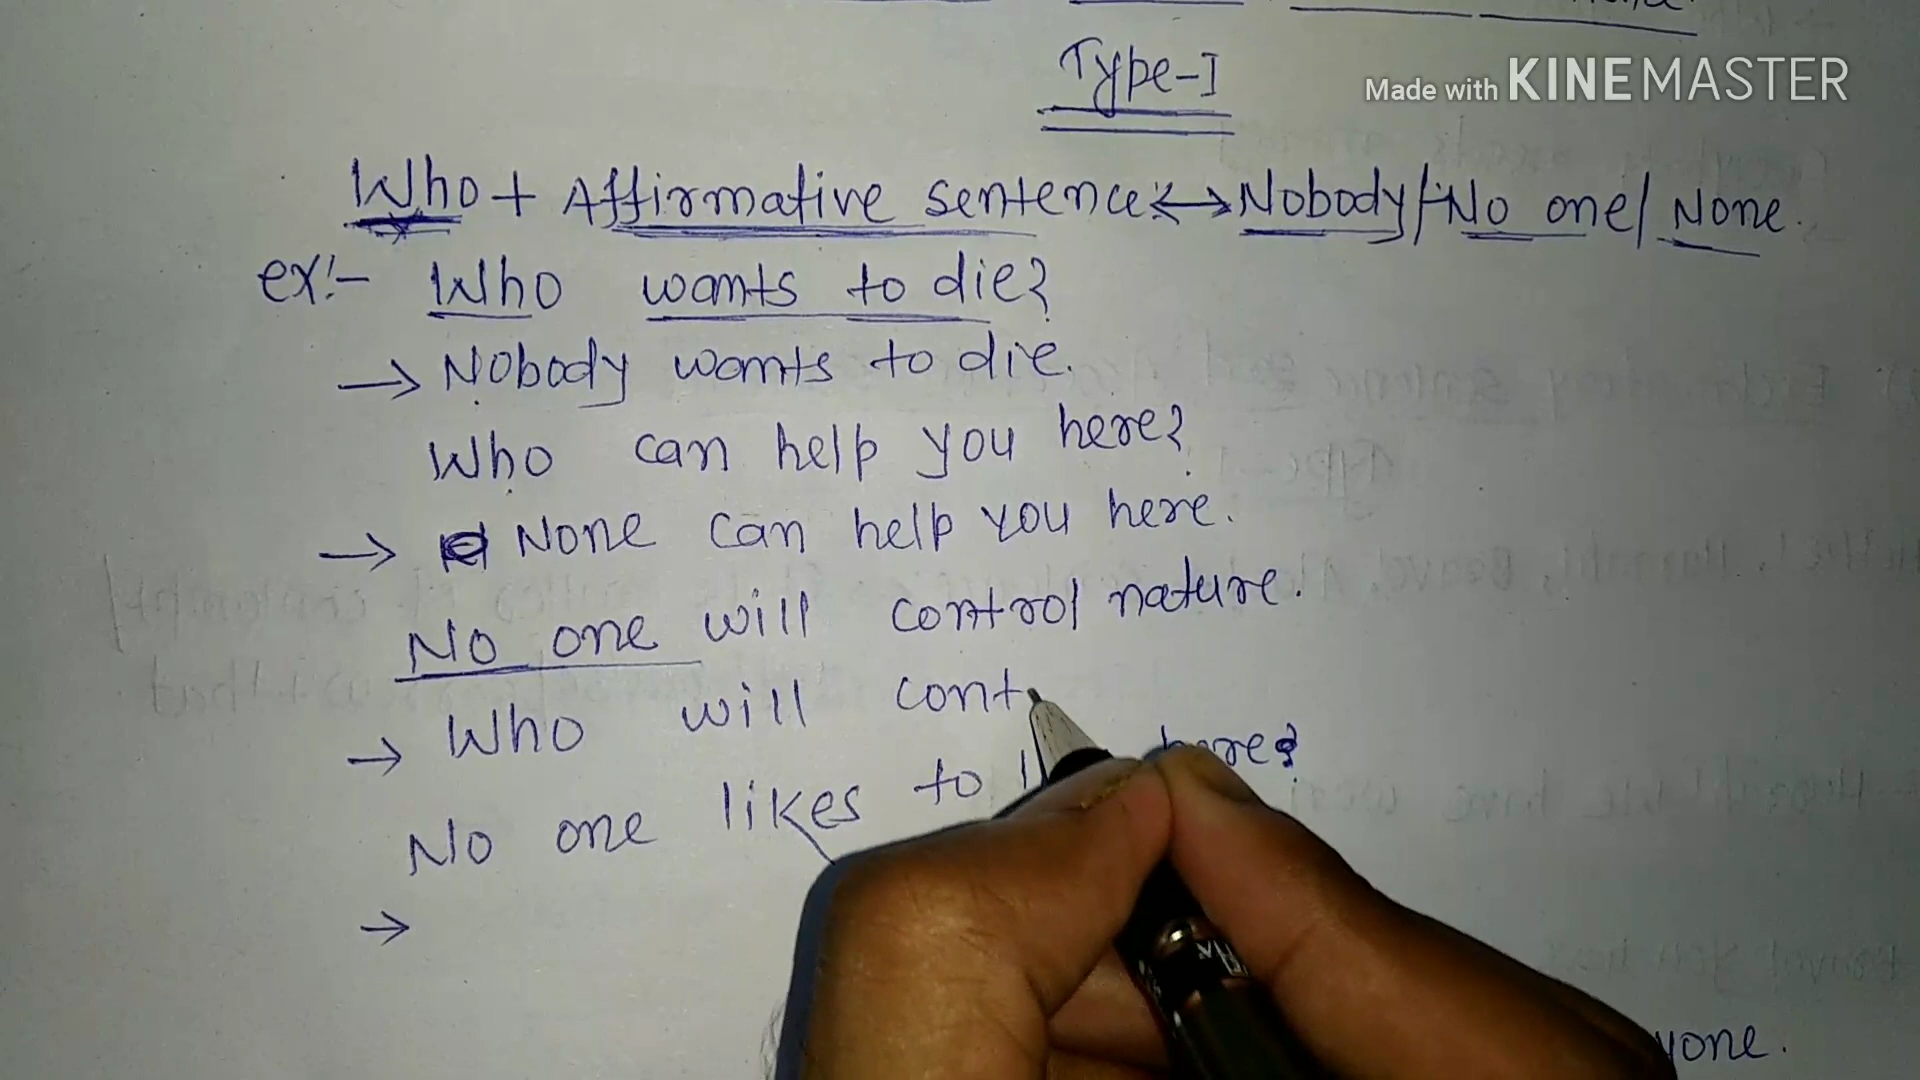 Type-I
Made with KINEMASTER
Who + Affirmative sentence ↔ Nobody/No one/None.
ex:- Who wants to die?
→ Nobody wants to die.
Who can help you here?
→ None can help you here.
No one will control nature.
→ Who will cont
No one likes to here?
→